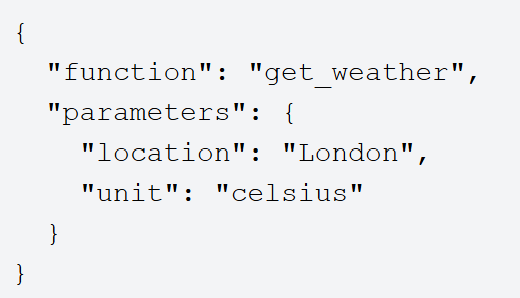 {
  "function": "get_weather",
  "parameters": {
    "location": "London",
    "unit": "celsius"
  }
}